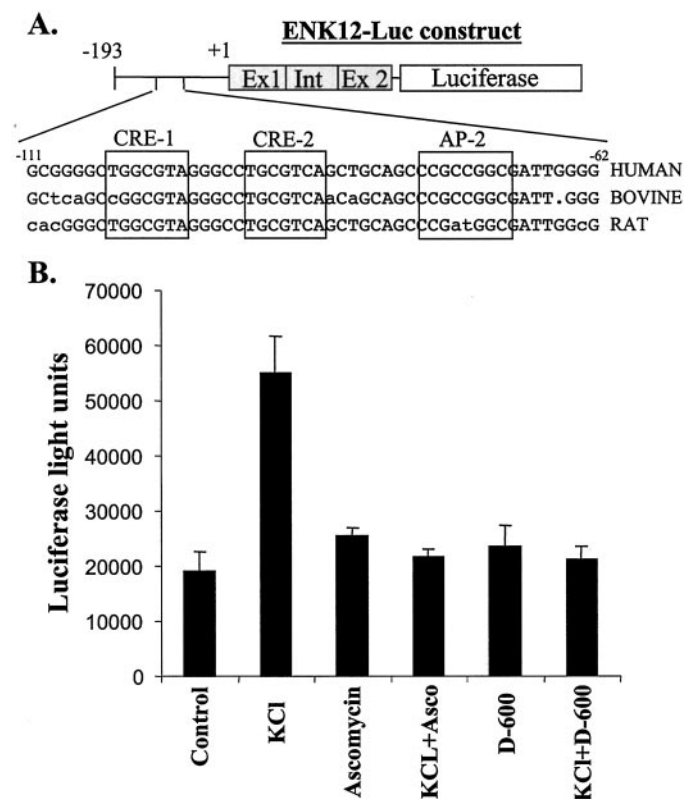 A.
ENK12-Luc construct
-193
+1
Ex1 Int Ex 2 Luciferase
CRE-1 CRE-2 AP-2
-111 -62
GCGGGGCTGGCGTAGGGCCTGCGTCAGCTGCAGCCCGCCGGCGATTGGGG HUMAN
GCtcaGCcGGCGTAGGGCCTGCGTCAaCaGCAGCCCGCCGGCGATT.GGG BOVINE
cacGGGCTGGCGTAGGGCCTGCGTCAGCTGCAGCCCGatGGCGATTGGcG RAT
B.
Luciferase light units
70000
60000
50000
40000
30000
20000
10000
0
Control
KCl
Ascomycin
KCL+Asco
D-600
KCl+D-600